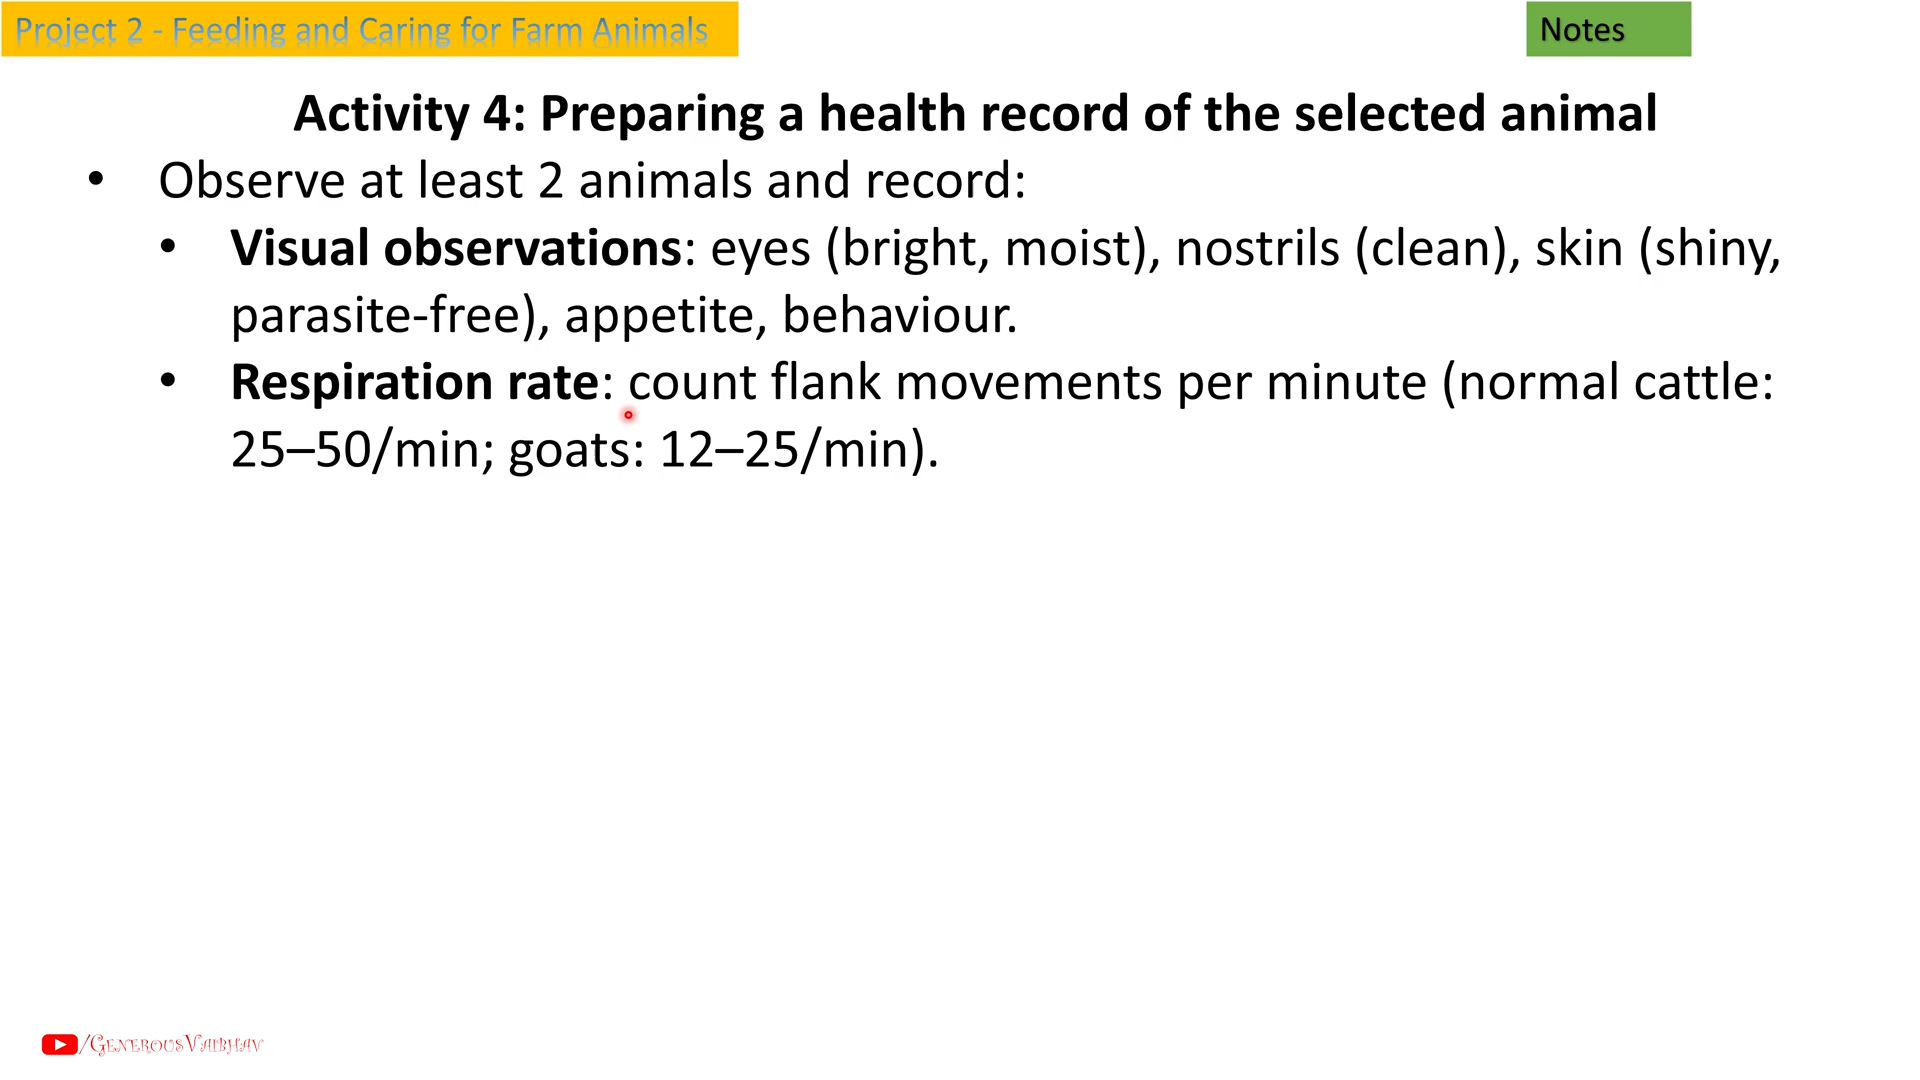 Project 2 - Feeding and Caring for Farm Animals
Notes
Activity 4: Preparing a health record of the selected animal
• Observe at least 2 animals and record:
• Visual observations: eyes (bright, moist), nostrils (clean), skin (shiny,
parasite-free), appetite, behaviour.
• Respiration rate: count flank movements per minute (normal cattle:
25–50/min; goats: 12–25/min).
/GenerousVaibhav